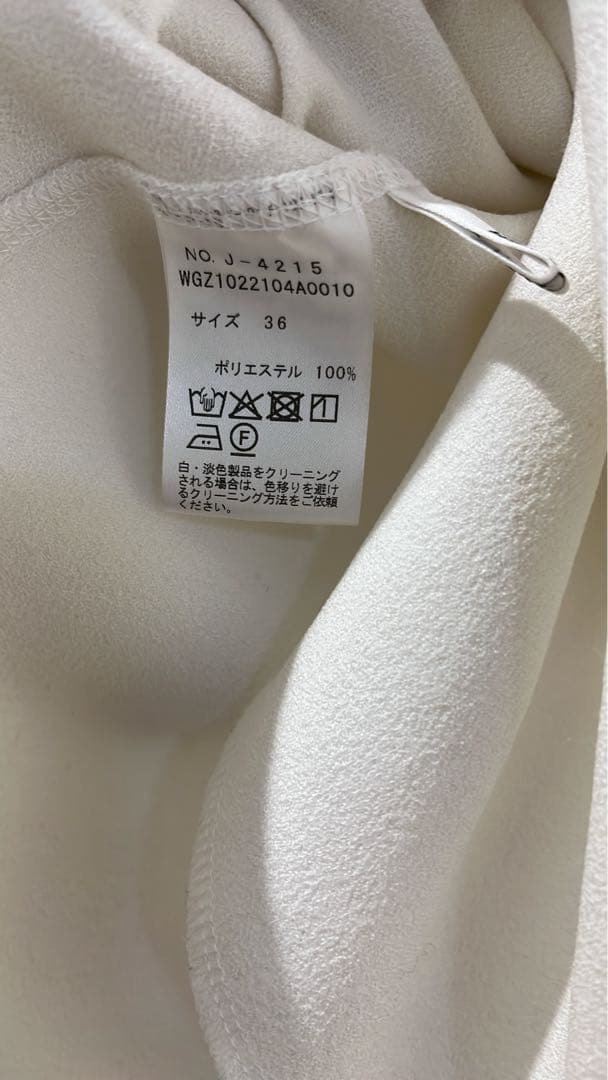 NO. J-4215
WGZ1022104A0010
サイズ 36
ポリエステル 100%
F
白・淡色製品をクリーニング
される場合は、色移りを避け
るクリーニング方法をご依頼
ください。